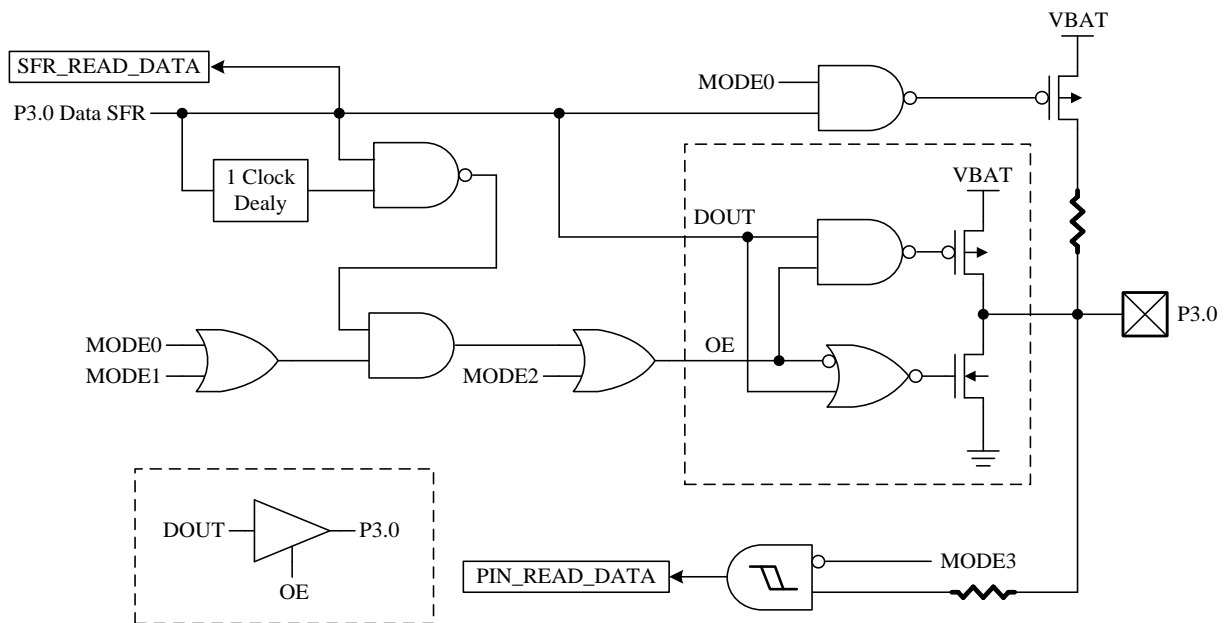 VBAT
SFR_READ_DATA
MODE0
P3.0 Data SFR
1 Clock
Dealy
VBAT
DOUT
P3.0
MODE0
MODE1
MODE2
OE
DOUT
P3.0
OE
PIN_READ_DATA
MODE3